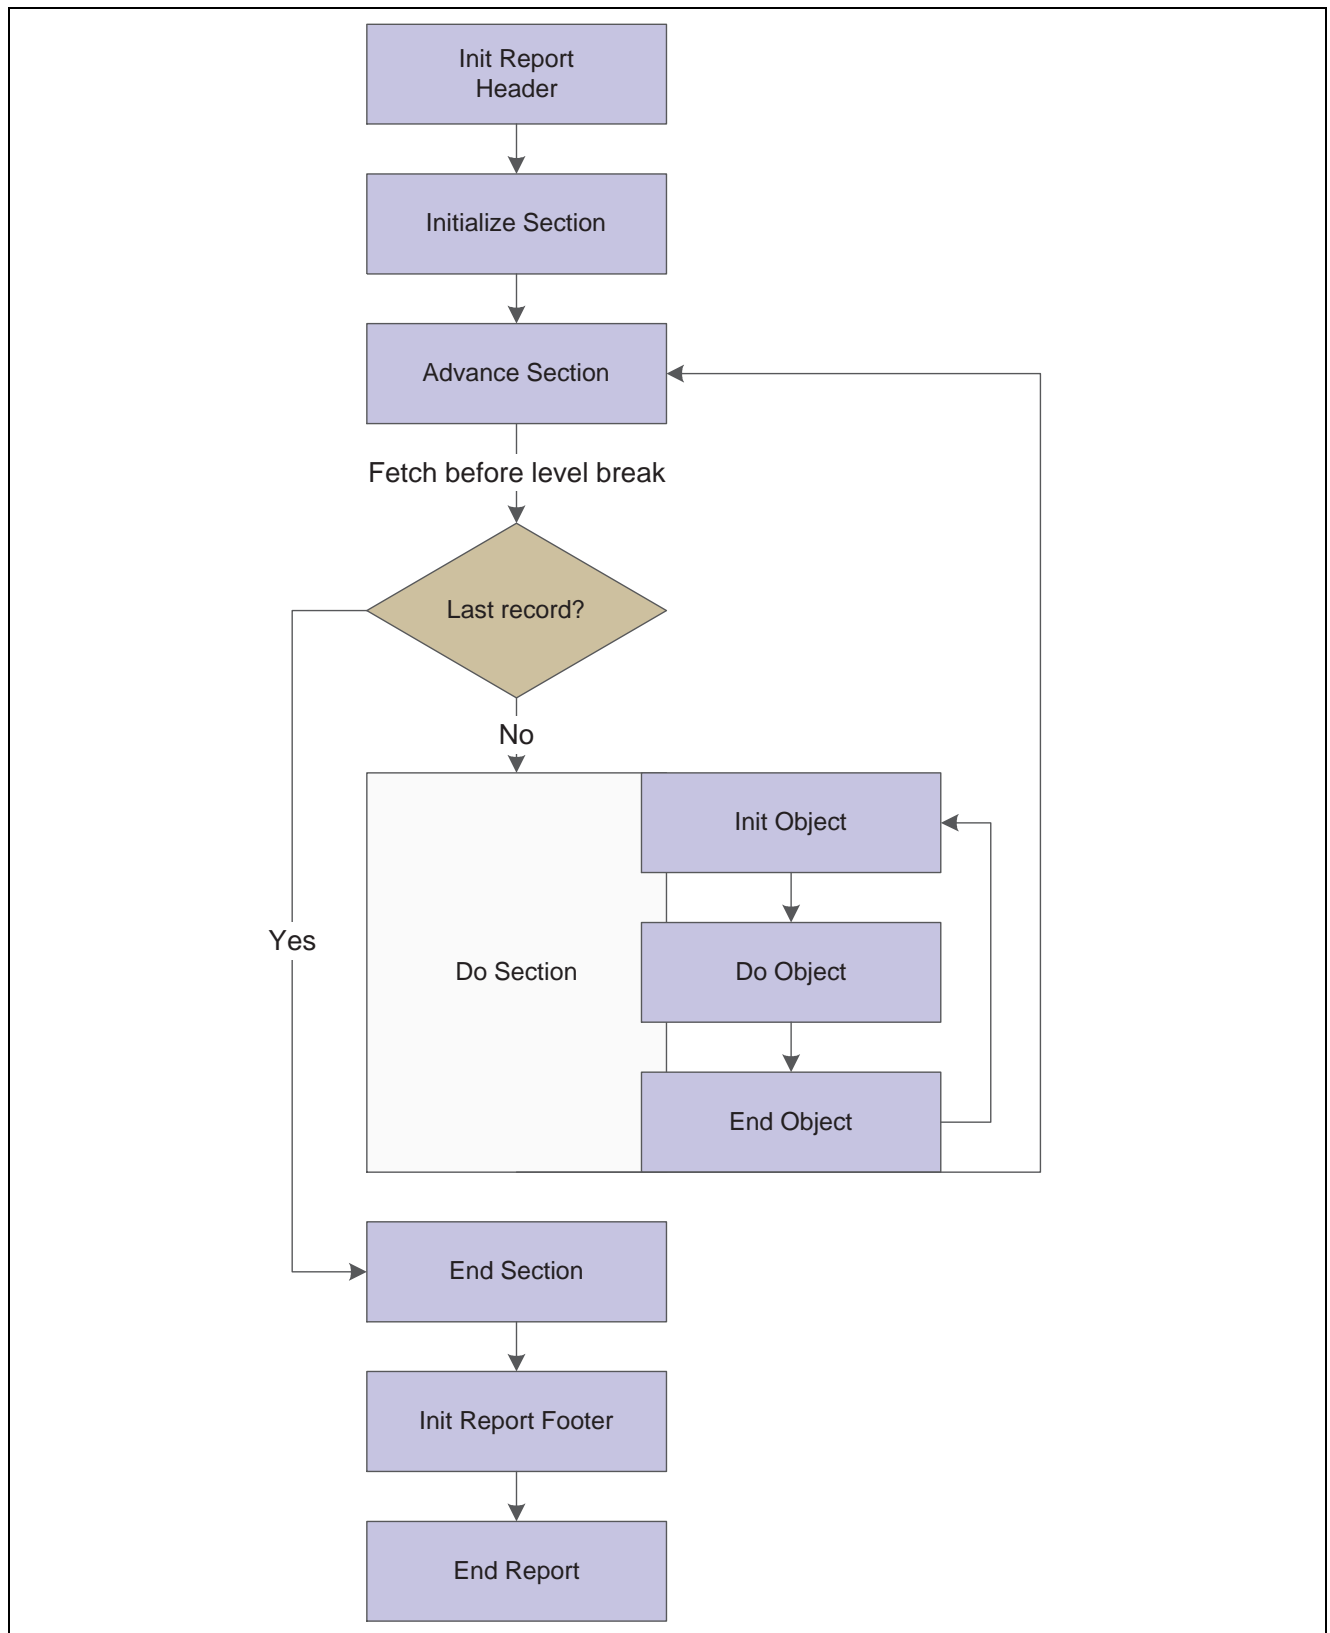 Init Report
Header
Initialize Section
Advance Section
Fetch before level break
Last record?
No
Init Object
Yes
Do Section
Do Object
End Object
End Section
Init Report Footer
End Report